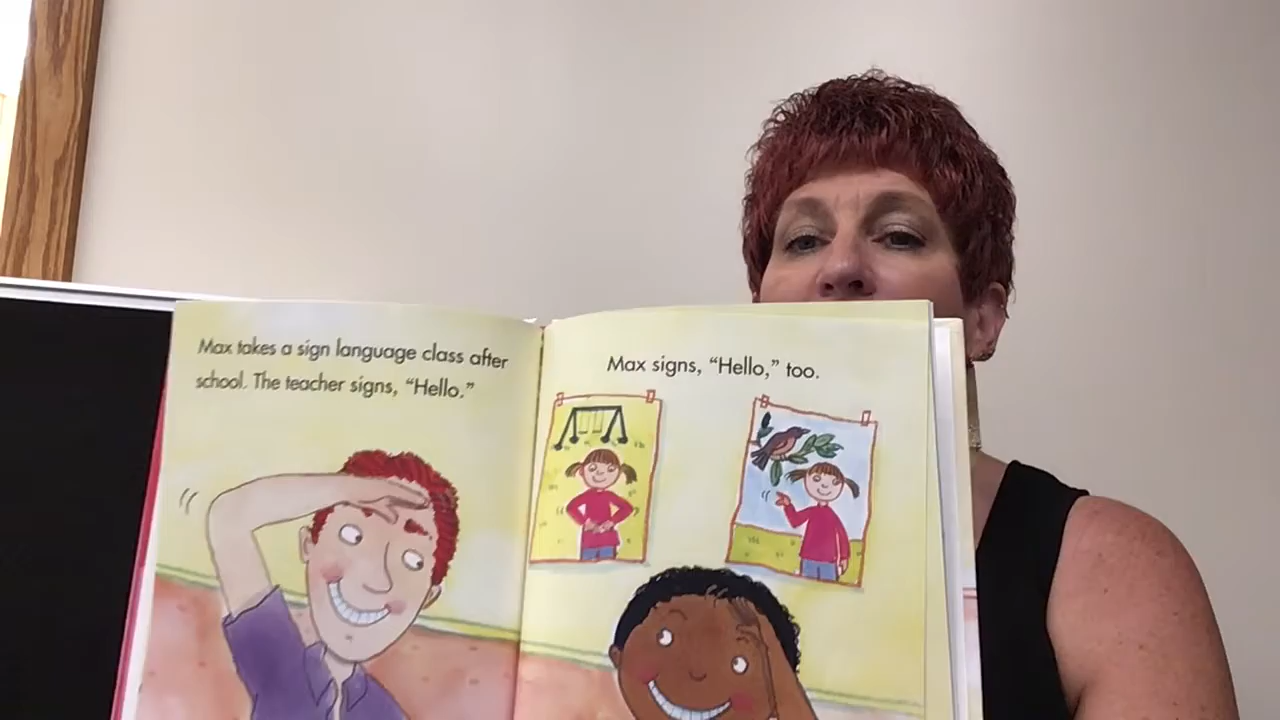 Max takes a sign language class after
school. The teacher signs, “Hello.”
Max signs, “Hello,” too.